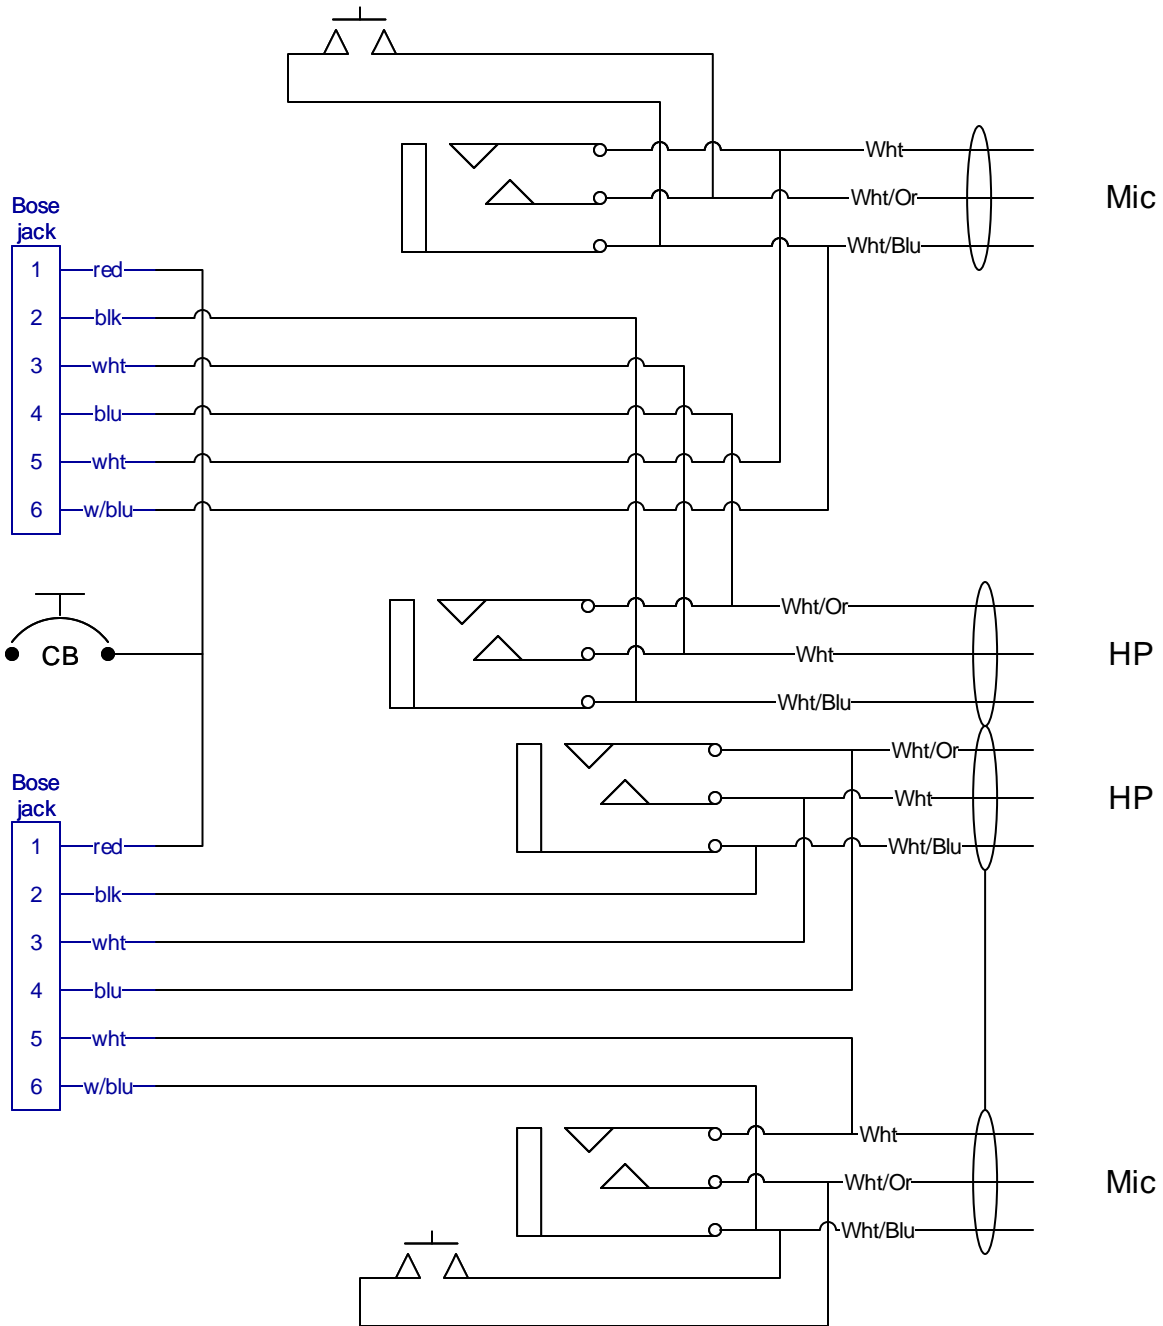 Wht
Wht/Or
Mic
Wht/Blu
Bose
jack
1 red
2 blk
3 wht
4 blu
5 wht
6 w/blu
Wht/Or
CB
Wht
HP
Wht/Blu
Wht/Or
Bose
jack
Wht
HP
1 red
Wht/Blu
2 blk
3 wht
4 blu
5 wht
6 w/blu
Wht
Wht/Or
Mic
Wht/Blu